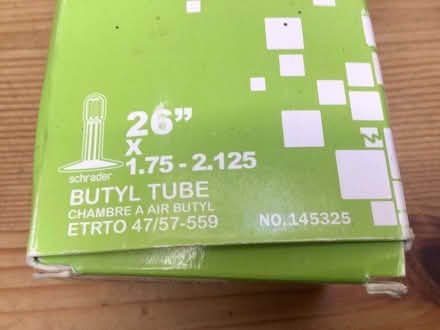 26”
X
1.75 - 2.125
schrader
BUTYL TUBE
CHAMBRE A AIR BUTYL
ETRTO 47/57-559
NO.145325